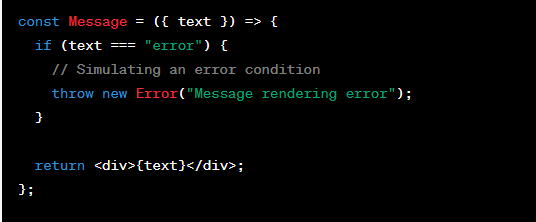 const Message = ({ text }) => {
  if (text === "error") {
    // Simulating an error condition
    throw new Error("Message rendering error");
  }

  return <div>{text}</div>;
};